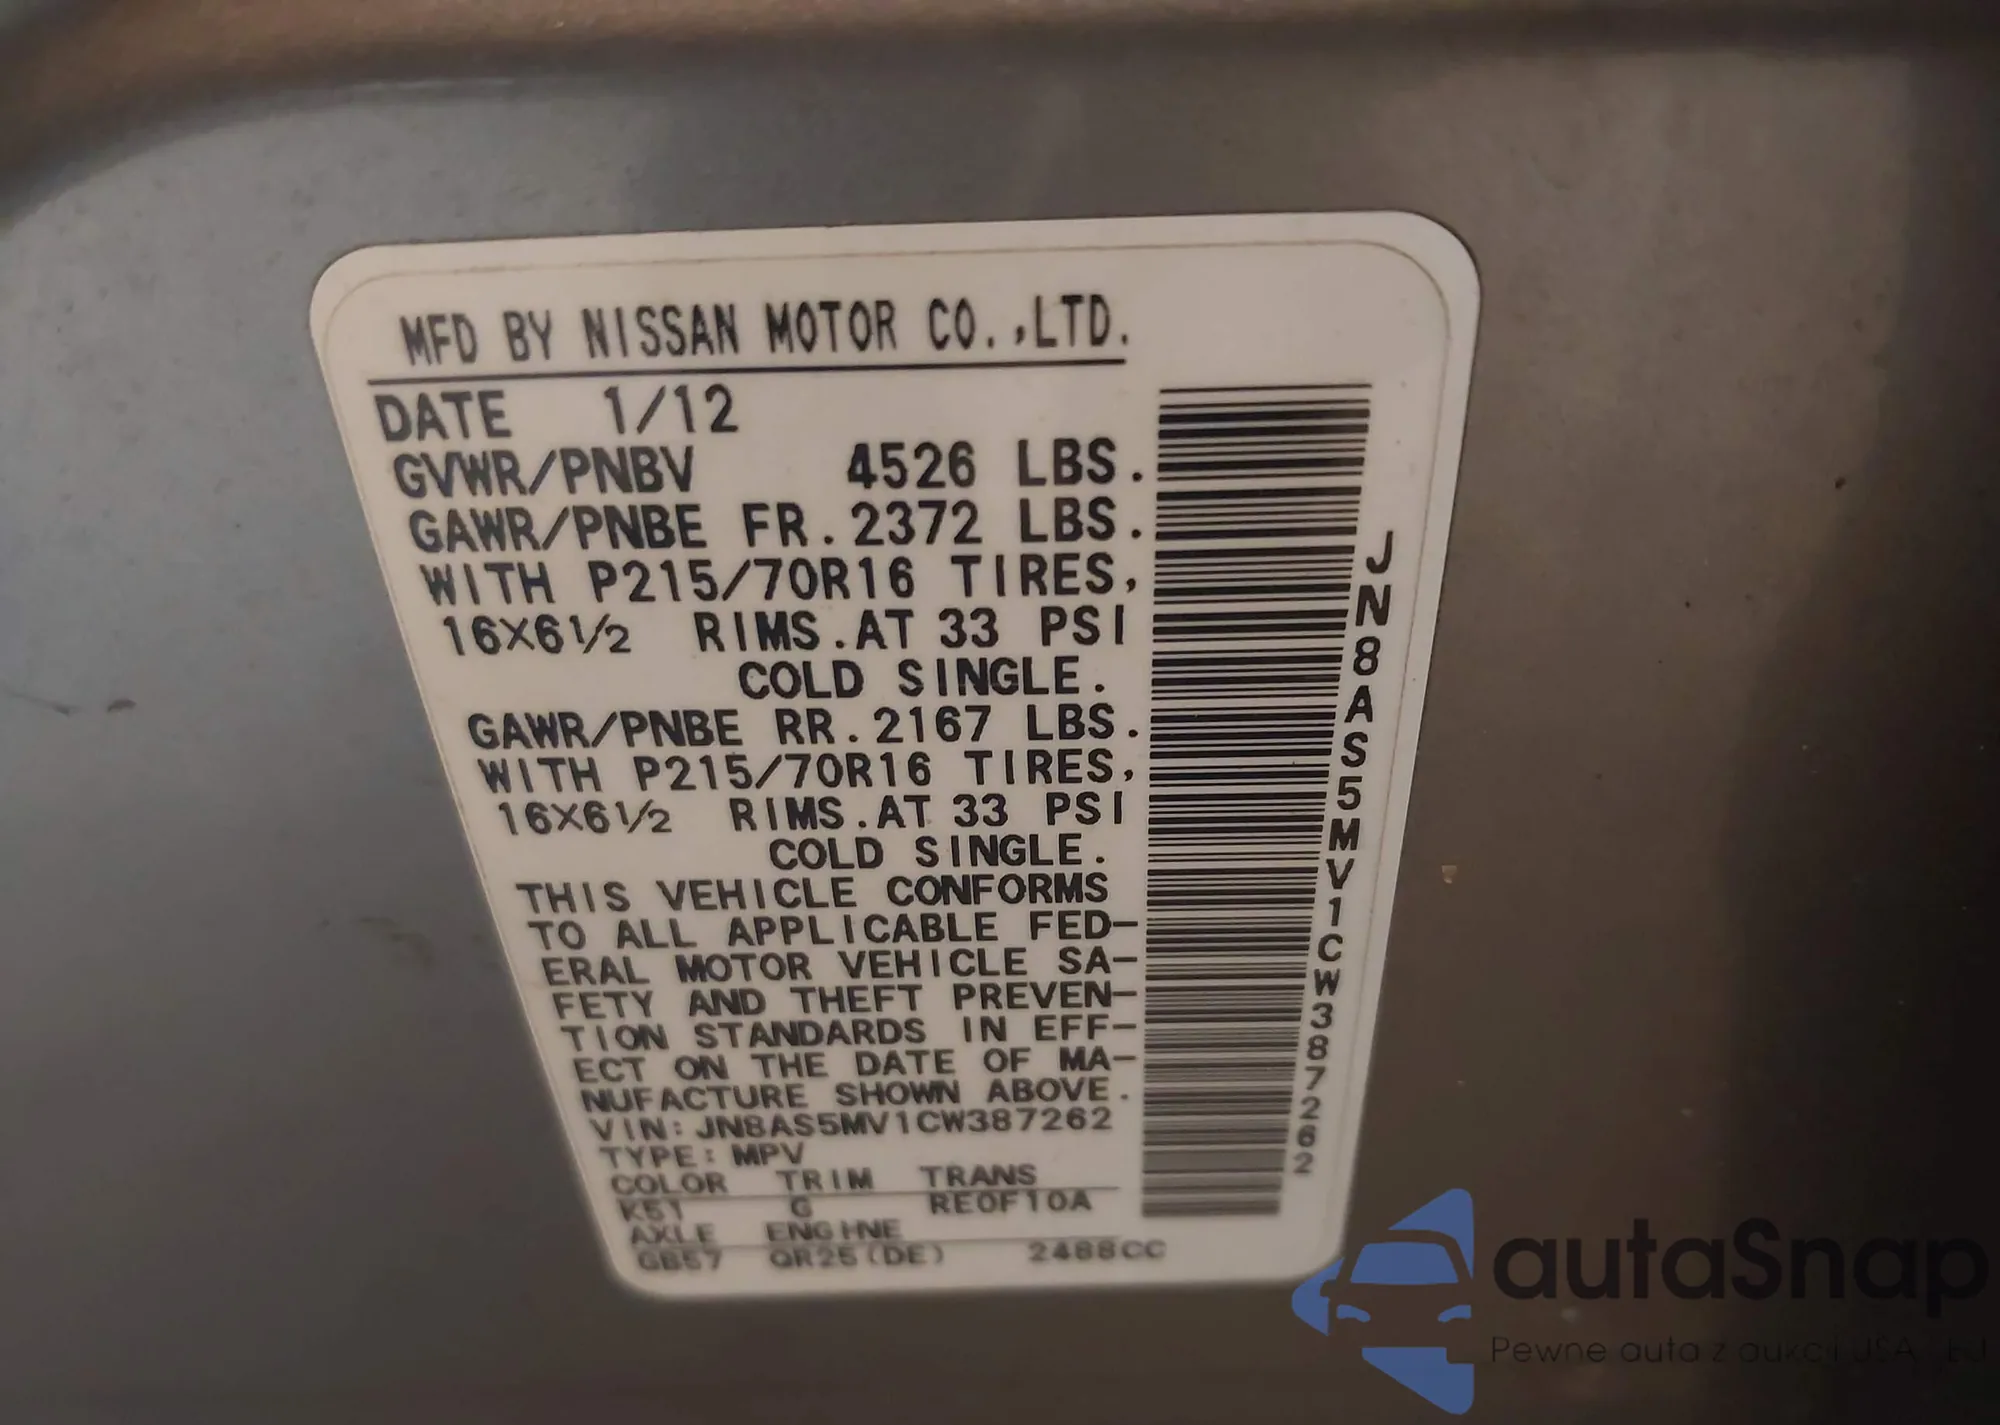 MFD BY NISSAN MOTOR CO.,LTD.
DATE 1/12
GVWR/PNBV 4526 LBS.
GAWR/PNBE FR.2372 LBS.
WITH P215/70R16 TIRES,
16X6½ RIMS.AT 33 PSI
COLD SINGLE.
GAWR/PNBE RR.2167 LBS.
WITH P215/70R16 TIRES,
16X6½ RIMS.AT 33 PSI
COLD SINGLE.
THIS VEHICLE CONFORMS
TO ALL APPLICABLE FED-
ERAL MOTOR VEHICLE SA-
FETY AND THEFT PREVEN-
TION STANDARDS IN EFF-
ECT ON THE DATE OF MA-
NUFACTURE SHOWN ABOVE.
VIN: JN8AS5MV1CW387262
TYPE: MPV
COLOR TRIM TRANS
K51 G RE0F10A
AXLE ENGINE
GB57 QR25(DE) 2488CC
JN8AS5MV1CW387262
autaSnap
Pewne auta z aukcji USA